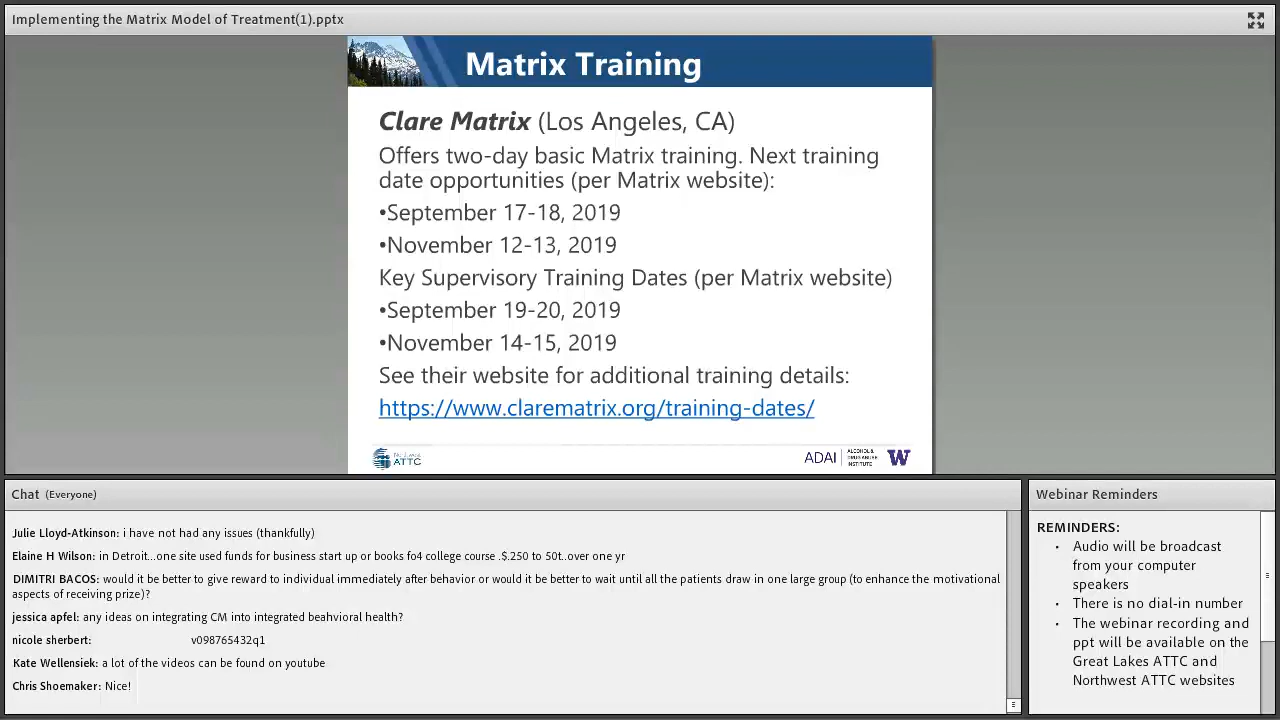 Implementing the Matrix Model of Treatment(1).pptx
Matrix Training
Clare Matrix (Los Angeles, CA)
Offers two-day basic Matrix training. Next training
date opportunities (per Matrix website):
•September 17-18, 2019
•November 12-13, 2019
Key Supervisory Training Dates (per Matrix website)
•September 19-20, 2019
•November 14-15, 2019
See their website for additional training details:
https://www.clarematrix.org/training-dates/
Northwest
ATTC
ADAI
ALCOHOL &
DRUG ABUSE
INSTITUTE
W
Chat (Everyone)
Julie Lloyd-Atkinson: i have not had any issues (thankfully)
Elaine H Wilson: in Detroit...one site used funds for business start up or books fo4 college course .$.250 to 50t..over one yr
DIMITRI BACOS: would it be better to give reward to individual immediately after behavior or would it be better to wait until all the patients draw in one large group (to enhance the motivational
aspects of receiving prize)?
jessica apfel: any ideas on integrating CM into integrated beahvioral health?
nicole sherbert: v098765432q1
Kate Wellensiek: a lot of the videos can be found on youtube
Chris Shoemaker: Nice!
Webinar Reminders
REMINDERS:
• Audio will be broadcast
from your computer
speakers
• There is no dial-in number
• The webinar recording and
ppt will be available on the
Great Lakes ATTC and
Northwest ATTC websites